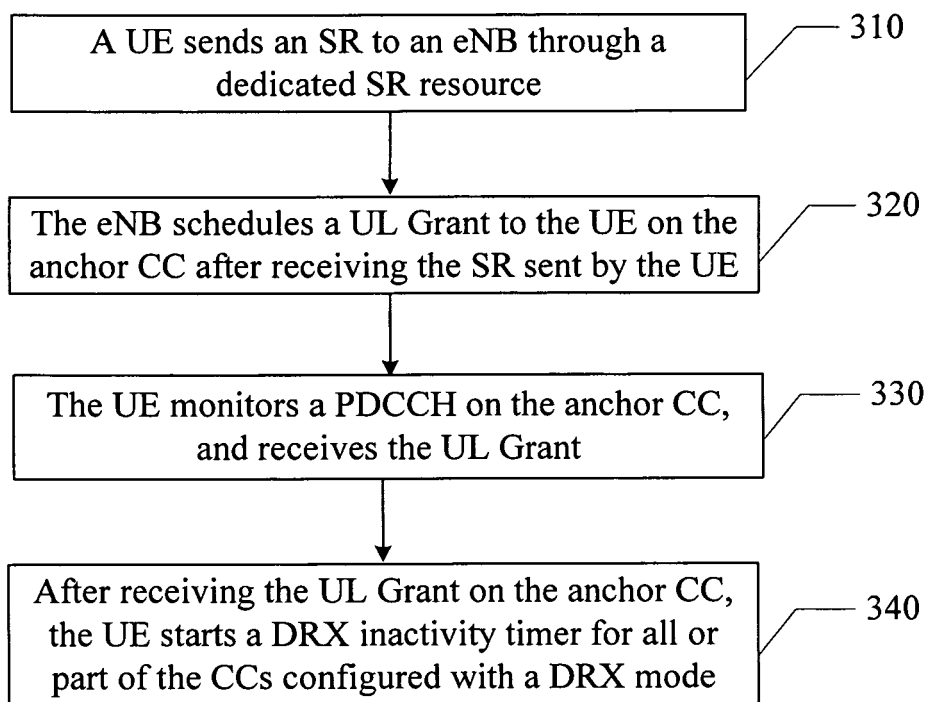 A UE sends an SR to an eNB through a
dedicated SR resource
310
The eNB schedules a UL Grant to the UE on the
anchor CC after receiving the SR sent by the UE
320
The UE monitors a PDCCH on the anchor CC,
and receives the UL Grant
330
After receiving the UL Grant on the anchor CC,
the UE starts a DRX inactivity timer for all or
part of the CCs configured with a DRX mode
340